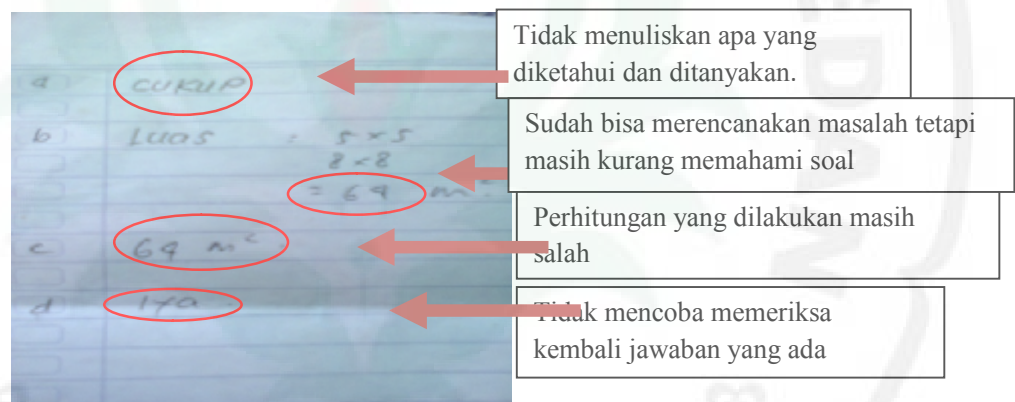 a CUKUP
Tidak menuliskan apa yang
diketahui dan ditanyakan.
b Luas = 5 x 5
8 x 8
= 64 m²
Sudah bisa merencanakan masalah tetapi
masih kurang memahami soal
c 64 m²
Perhitungan yang dilakukan masih
salah
d iya
Tidak mencoba memeriksa
kembali jawaban yang ada